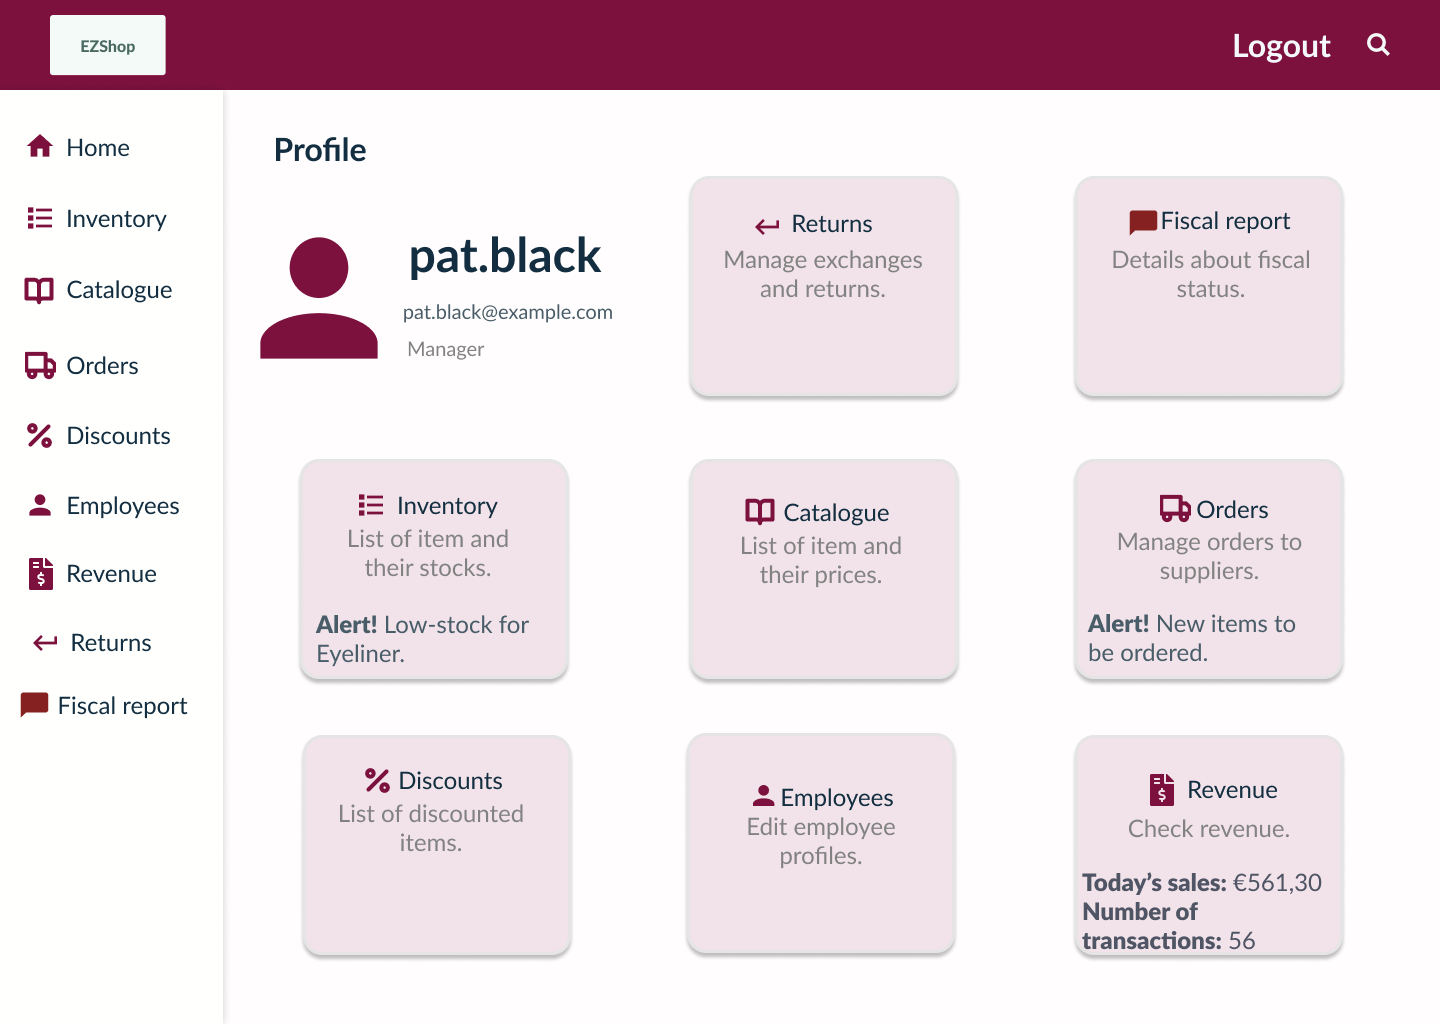 EZShop
Logout
Home
Inventory
Catalogue
Orders
Discounts
Employees
Revenue
Returns
Fiscal report
Profile
pat.black
pat.black@example.com
Manager
Returns
Manage exchanges
and returns.
Fiscal report
Details about fiscal
status.
Inventory
List of item and
their stocks.
Alert! Low-stock for
Eyeliner.
Catalogue
List of item and
their prices.
Orders
Manage orders to
suppliers.
Alert! New items to
be ordered.
Discounts
List of discounted
items.
Employees
Edit employee
profiles.
Revenue
Check revenue.
Today’s sales: €561,30
Number of
transactions: 56